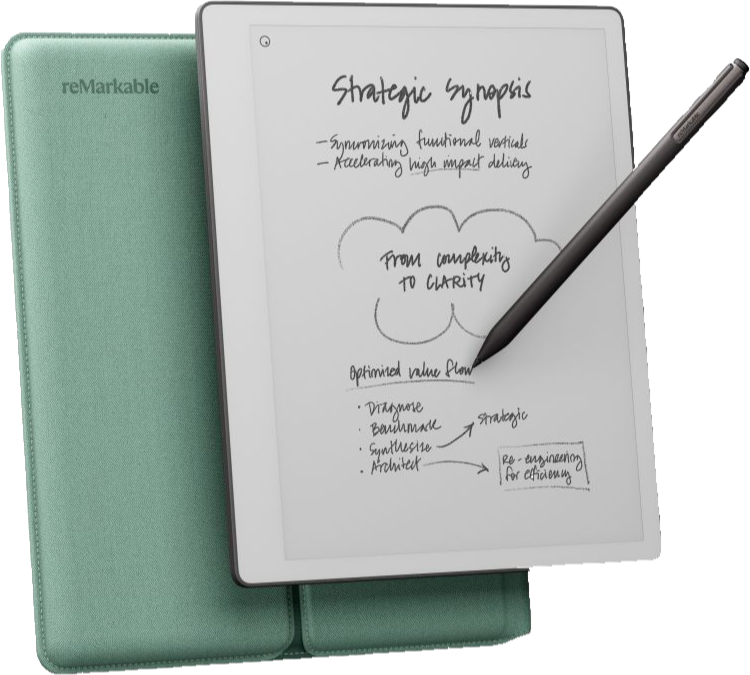 reMarkable
Strategic Synopsis
– Syncronizing functional verticals
– Accelerating high impact delivery
From complexity
TO CLARITY
Optimized value flow
• Diagnose
• Benchmark
• Synthesize
strategic
• Architect
Re-engineering
for efficiency